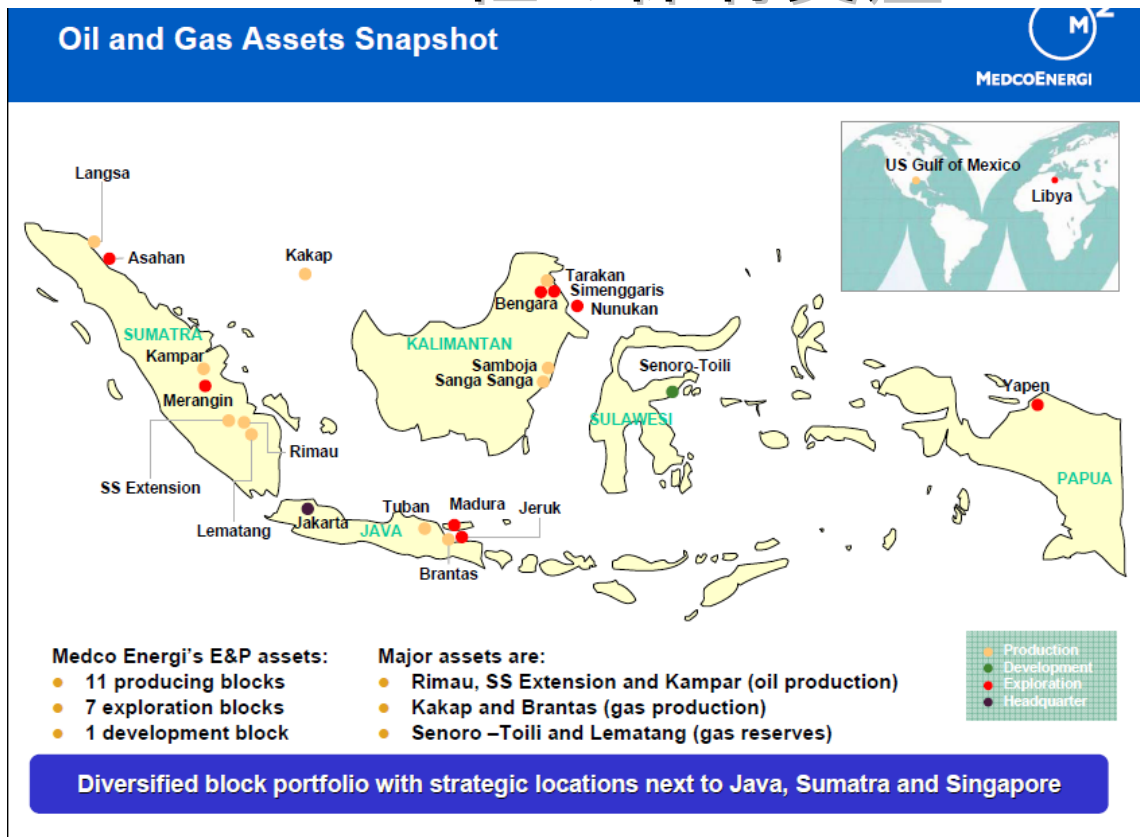 Oil and Gas Assets Snapshot
M
2
MEDCOENERGI
US Gulf of Mexico
Libya
Langsa
Asahan
Kakap
Tarakan
Simenggaris
Bengara
Nunukan
SUMATRA
Kampar
KALIMANTAN
Samboja
Sanga Sanga
Senoro-Toili
Merangin
Yapen
SULAWESI
Rimau
SS Extension
PAPUA
Lematang
Jakarta
JAVA
Tuban
Madura
Jeruk
Brantas
Medco Energi's E&P assets:
11 producing blocks
7 exploration blocks
1 development block
Major assets are:
Rimau, SS Extension and Kampar (oil production)
Kakap and Brantas (gas production)
Senoro –Toili and Lematang (gas reserves)
Production
Development
Exploration
Headquarter
Diversified block portfolio with strategic locations next to Java, Sumatra and Singapore